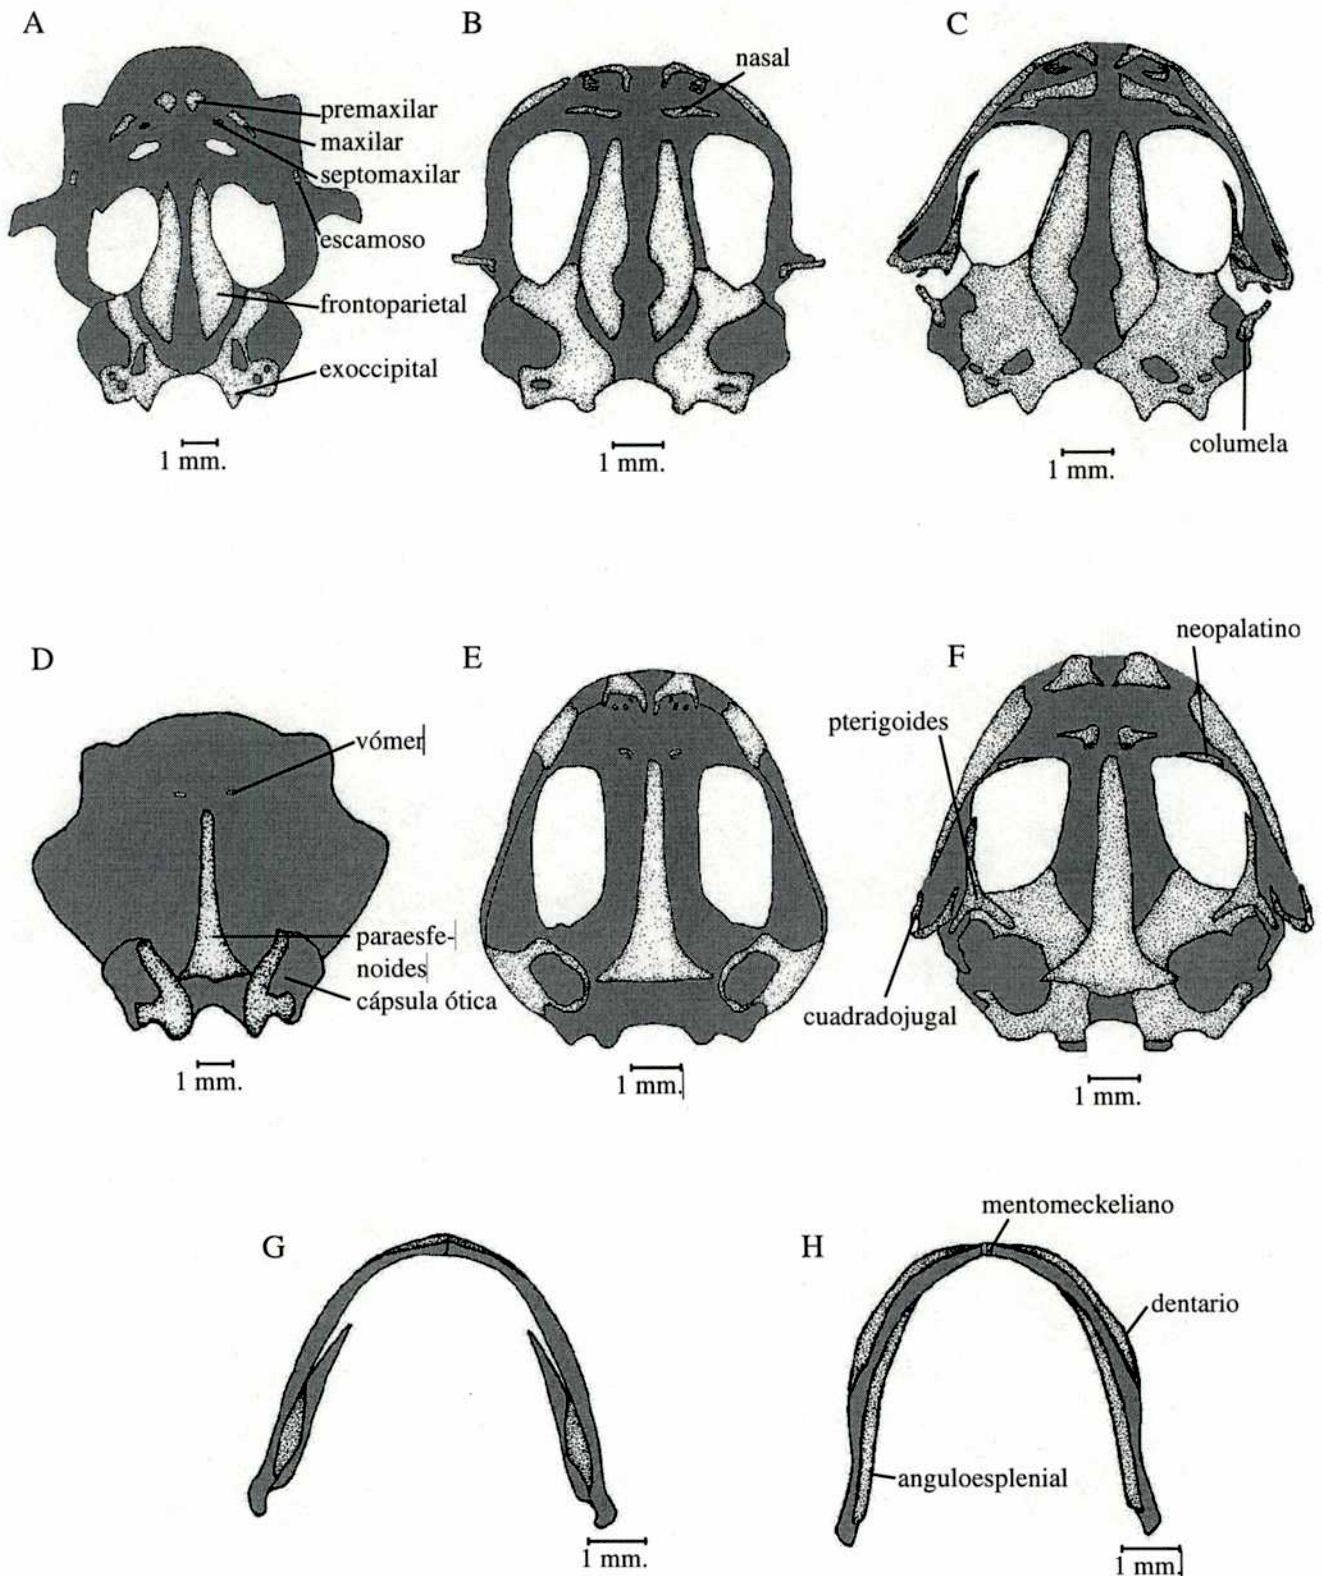 A
B
C
nasal
premaxilar
maxilar
septomaxilar
escamoso
frontoparietal
exoccipital
columela
1 mm.
1 mm.
1 mm.
D
E
F
neopalatino
pterigoides
vómer
paraesfe-
noides
cápsula ótica
cuadradojugal
1 mm.
1 mm.
1 mm.
G
H
mentomeckeliano
dentario
anguloesplenial
1 mm.
1 mm.